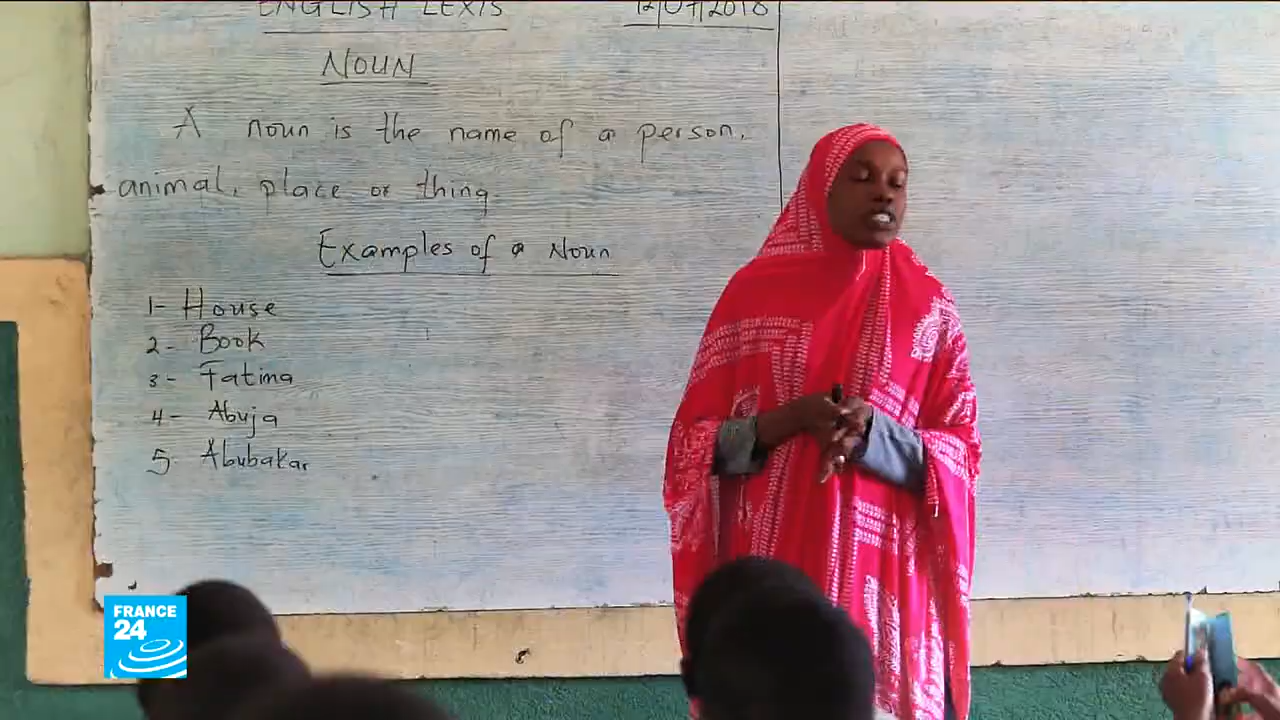 ENGLISH LEXIS 12/07/2018
NOUN
A noun is the name of a person,
animal, place or thing.
Examples of a Noun
1- House
2- Book
3- Fatima
4- Abuja
5 Abubakar
FRANCE
24